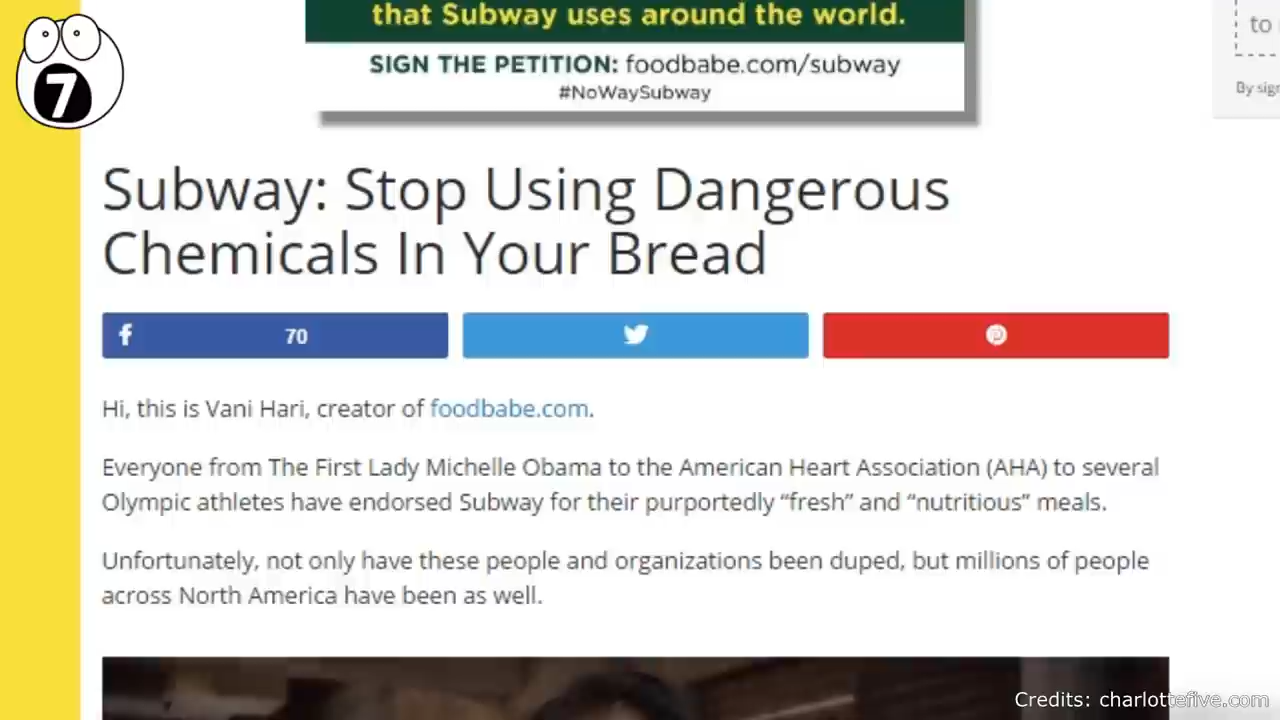 that Subway uses around the world.
SIGN THE PETITION: foodbabe.com/subway
#NoWaySubway
to
By sign
7
Subway: Stop Using Dangerous
Chemicals In Your Bread
70
Hi, this is Vani Hari, creator of foodbabe.com.
Everyone from The First Lady Michelle Obama to the American Heart Association (AHA) to several
Olympic athletes have endorsed Subway for their purportedly “fresh” and “nutritious” meals.
Unfortunately, not only have these people and organizations been duped, but millions of people
across North America have been as well.
Credits: charlottefive.com